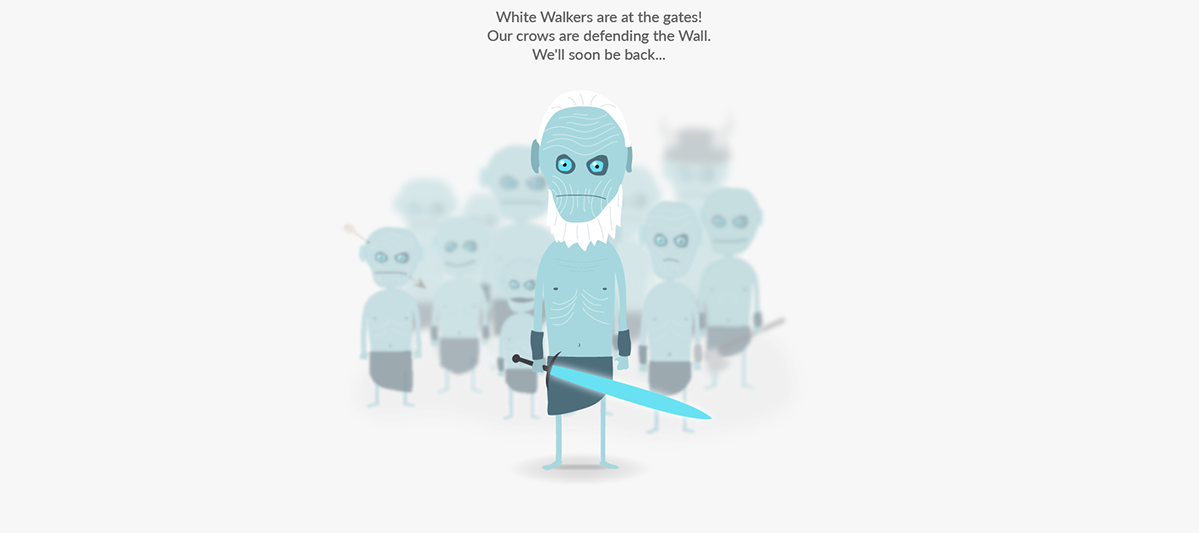 White Walkers are at the gates!
Our crows are defending the Wall.
We'll soon be back...